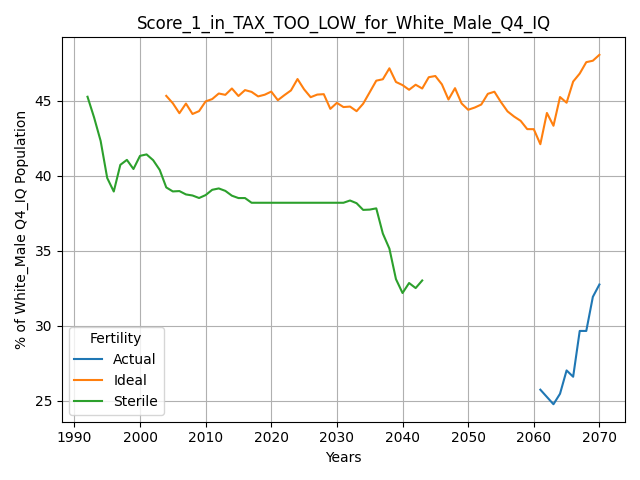 Score_1_in_TAX_TOO_LOW_for_White_Male_Q4_IQ
% of White_Male Q4_IQ Population
45
40
35
30
25
Fertility
Actual
Ideal
Sterile
1990 2000 2010 2020 2030 2040 2050 2060 2070
Years